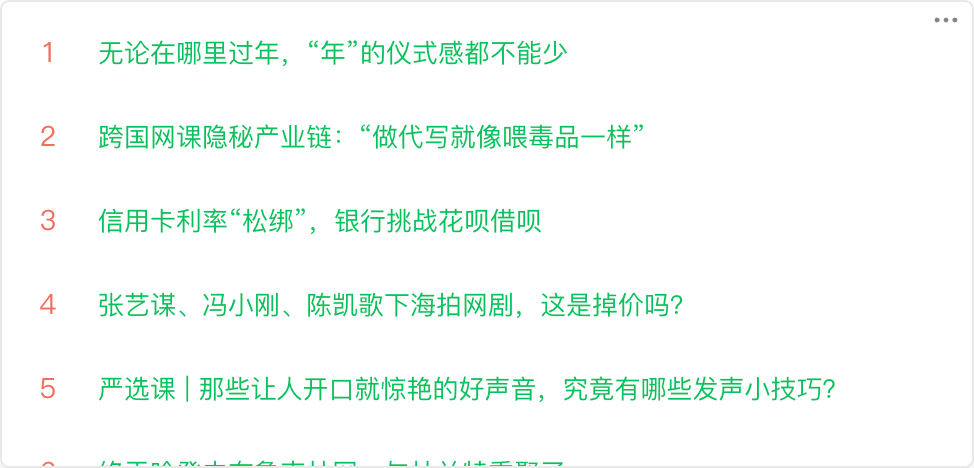 1 无论在哪里过年，“年”的仪式感都不能少
2 跨国网课隐秘产业链：“做代写就像喂毒品一样”
3 信用卡利率“松绑”，银行挑战花呗借呗
4 张艺谋、冯小刚、陈凯歌下海拍网剧，这是掉价吗？
5 严选课 | 那些让人开口就惊艳的好声音，究竟有哪些发声小技巧？